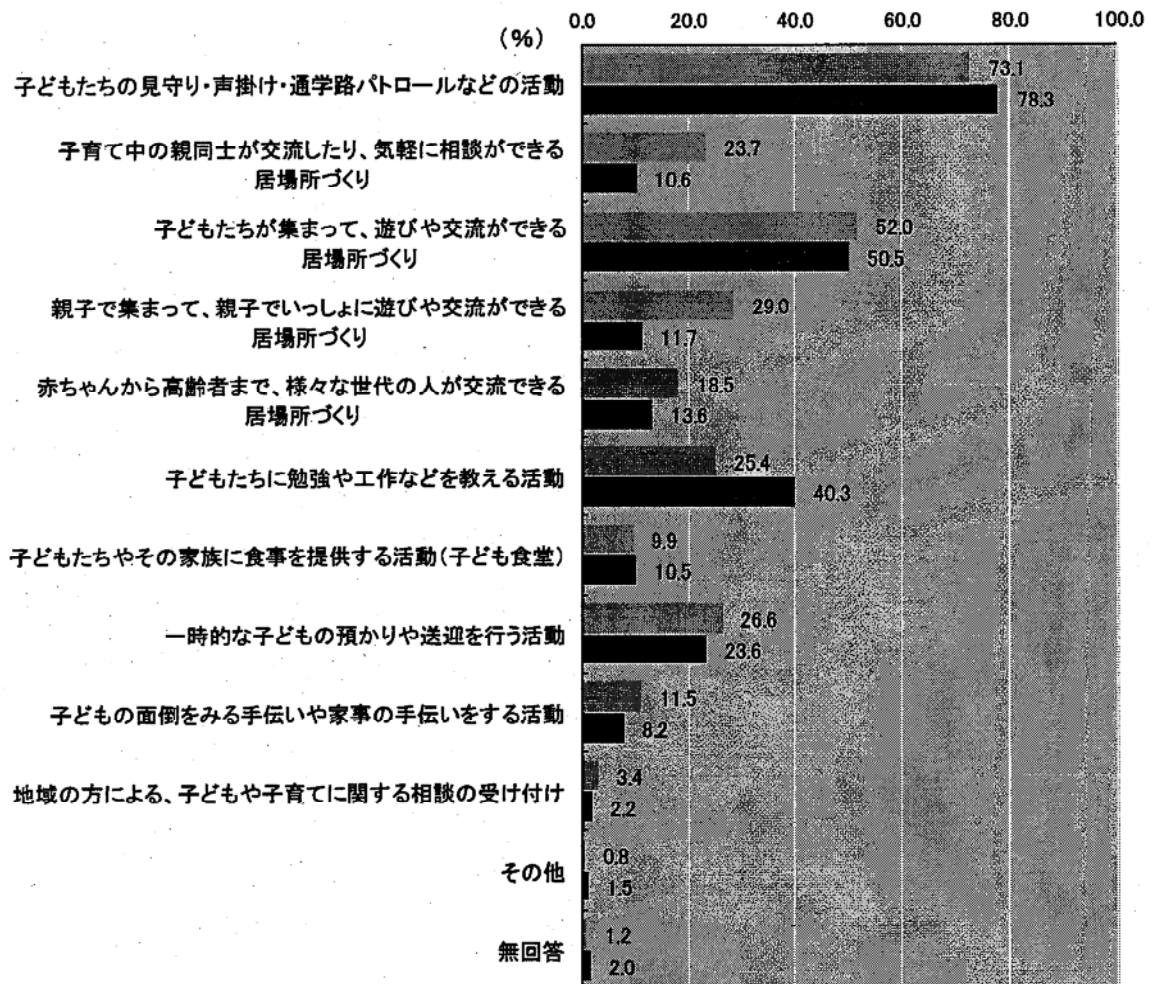 0.0 20.0 40.0 60.0 80.0 100.0
(%)
子どもたちの見守り・声掛け・通学路パトロールなどの活動
73.1
78.3
子育て中の親同士が交流したり、気軽に相談ができる
居場所づくり
23.7
10.6
子どもたちが集まって、遊びや交流ができる
居場所づくり
52.0
50.5
親子で集まって、親子でいっしょに遊びや交流ができる
居場所づくり
29.0
11.7
赤ちゃんから高齢者まで、様々な世代の人が交流できる
居場所づくり
18.5
13.6
子どもたちに勉強や工作などを教える活動
25.4
40.3
子どもたちやその家族に食事を提供する活動(子ども食堂)
9.9
10.5
一時的な子どもの預かりや送迎を行う活動
26.6
23.6
子どもの面倒をみる手伝いや家事の手伝いをする活動
11.5
8.2
地域の方による、子どもや子育てに関する相談の受け付け
3.4
2.2
その他
0.8
1.5
無回答
1.2
2.0